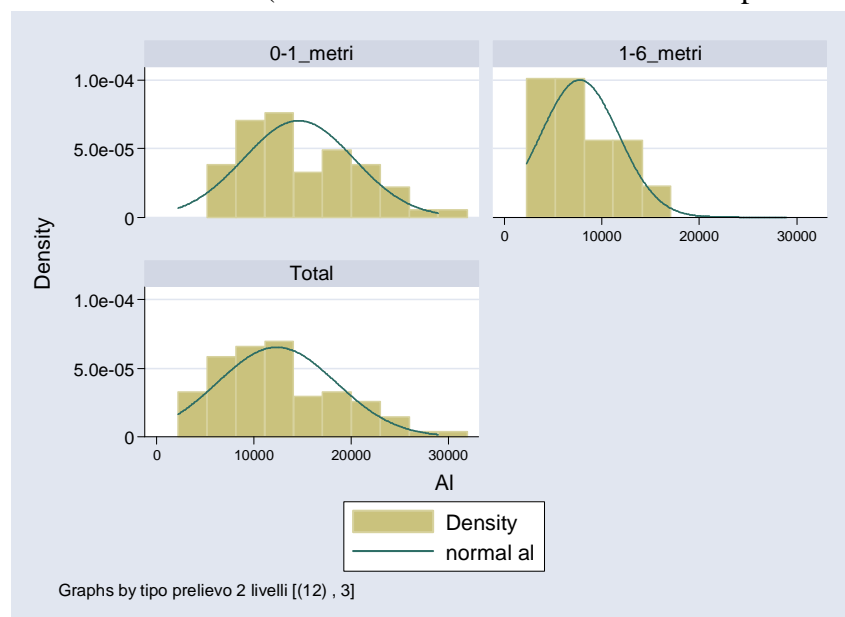 0-1_metri
1-6_metri
1.0e-04
5.0e-05
0
0 10000 20000 30000
Total
1.0e-04
5.0e-05
0
0 10000 20000 30000
Density
Al
Density
normal al
Graphs by tipo prelievo 2 livelli [(12) , 3]